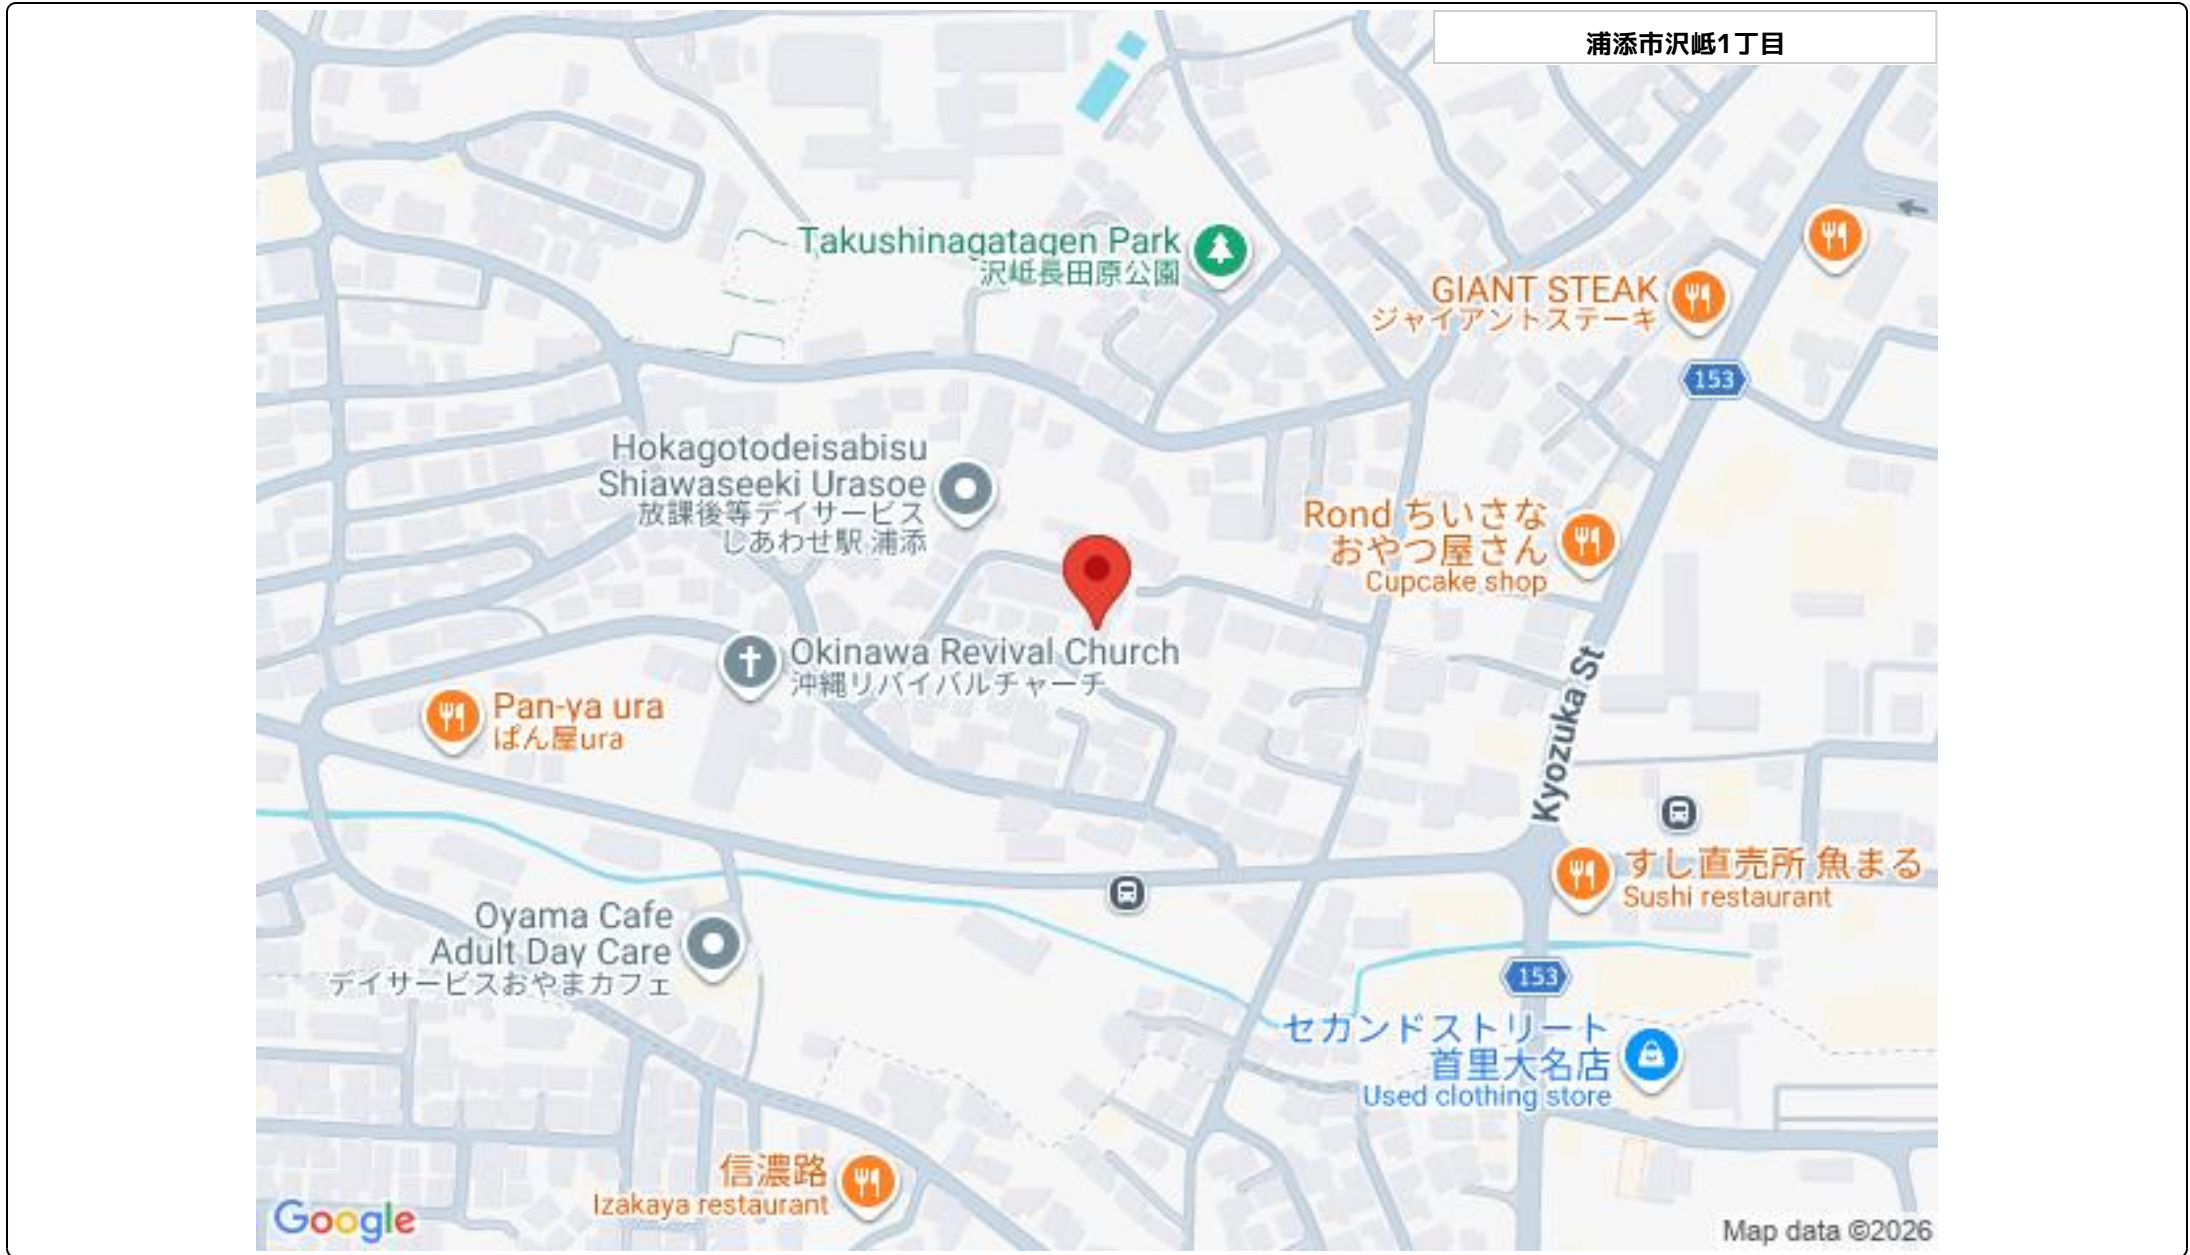 浦添市沢岻1丁目
Takushinagatagen Park
沢岻長田原公園
GIANT STEAK
ジャイアントステーキ
153
Hokagotodeisabisu
Shiawaseeki Urasoe
放課後等デイサービス
しあわせ駅 浦添
Rond ちいさな
おやつ屋さん
Cupcake shop
Okinawa Revival Church
沖縄リバイバルチャーチ
Pan-ya ura
ぱん屋ura
Kyozuka St
すし直売所 魚まる
Sushi restaurant
Oyama Cafe
Adult Day Care
デイサービスおやまカフェ
153
セカンドストリート
首里大名店
Used clothing store
信濃路
Izakaya restaurant
Google
Map data ©2026